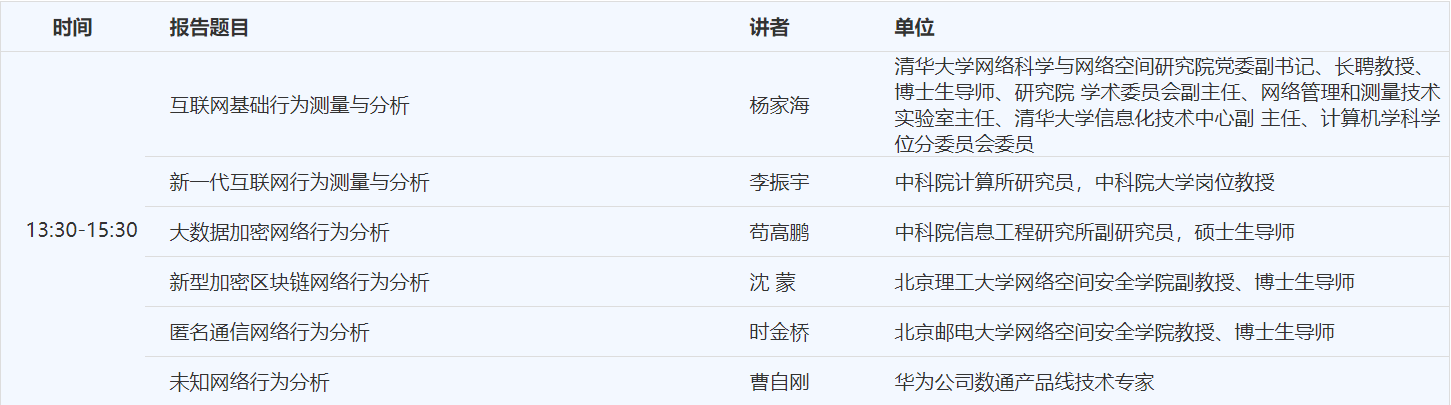 时间 报告题目 讲者 单位
互联网基础行为测量与分析 杨家海 清华大学网络科学与网络空间研究院党委副书记、长聘教授、
博士生导师、研究院 学术委员会副主任、网络管理和测量技术
实验室主任、清华大学信息化技术中心副 主任、计算机学科学
位分委员会委员
新一代互联网行为测量与分析 李振宇 中科院计算所研究员，中科院大学岗位教授
13:30-15:30 大数据加密网络行为分析 苟高鹏 中科院信息工程研究所副研究员，硕士生导师
新型加密区块链网络行为分析 沈 蒙 北京理工大学网络空间安全学院副教授、博士生导师
匿名通信网络行为分析 时金桥 北京邮电大学网络空间安全学院教授、博士生导师
未知网络行为分析 曹自刚 华为公司数通产品线技术专家